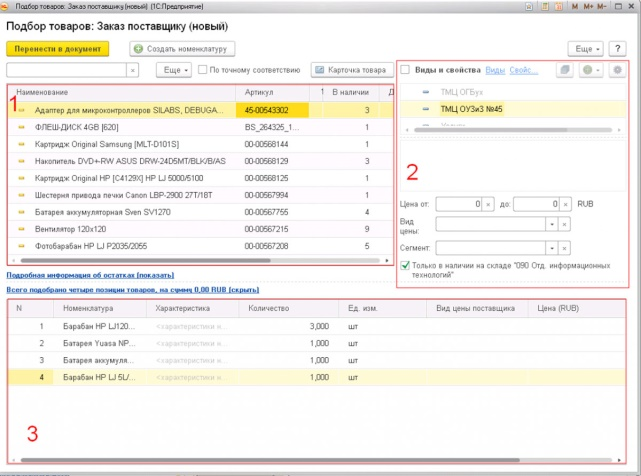 Подбор товаров: Заказ поставщику (новый) (1С:Предприятие)
M M+ M-
Подбор товаров: Заказ поставщику (новый)
Перенести в документ
Создать номенклатуру
Еще
?
Еще
По точному соответствию
Карточка товара
Виды и свойства Виды Свойс...
Наименование Артикул В наличии
1
Адаптер для микроконтроллеров SILABS, DEBUGA... 45-00543302 3
ФЛЕШ-ДИСК 4GB [620] BS_264325_1... 1
Картридж Original Samsung [MLT-D101S] 00-00568144 1
Накопитель DVD+-RW ASUS DRW-24D5MT/BLK/B/AS 00-00568129 3
Картридж Original HP [C4129X] HP LJ 5000/5100 00-00568125 1
Шестерня привода печки Canon LBP-2900 27T/18T 00-00567994 1
Батарея аккумуляторная Sven SV1270 00-00567755 4
Вентилятор 120x120 00-00567215 9
Фотобарабан HP LJ P2035/2055 00-00567208 5
ТМЦ ОГБух
ТМЦ ОУЗиЗ №45
2
Цена от: 0 до: 0 RUB
Вид цены:
Сегмент:
Только в наличии на складе "090 Отд. информационных
технологий"
Подробная информация об остатках (показать)
Всего подобрано четыре позиции товаров, на сумму 0,00 RUB (скрыть)
N Номенклатура Характеристика Количество Ед. изм. Вид цены поставщика Цена (RUB)
1 Барабан HP LJ120... <характеристики н... 3,000 шт
2 Батарея Yuasa NP... <характеристики н... 1,000 шт
3 Батарея аккумуля... <характеристики н... 1,000 шт
4 Барабан HP LJ 5L/... <характеристики н... 1,000 шт
3